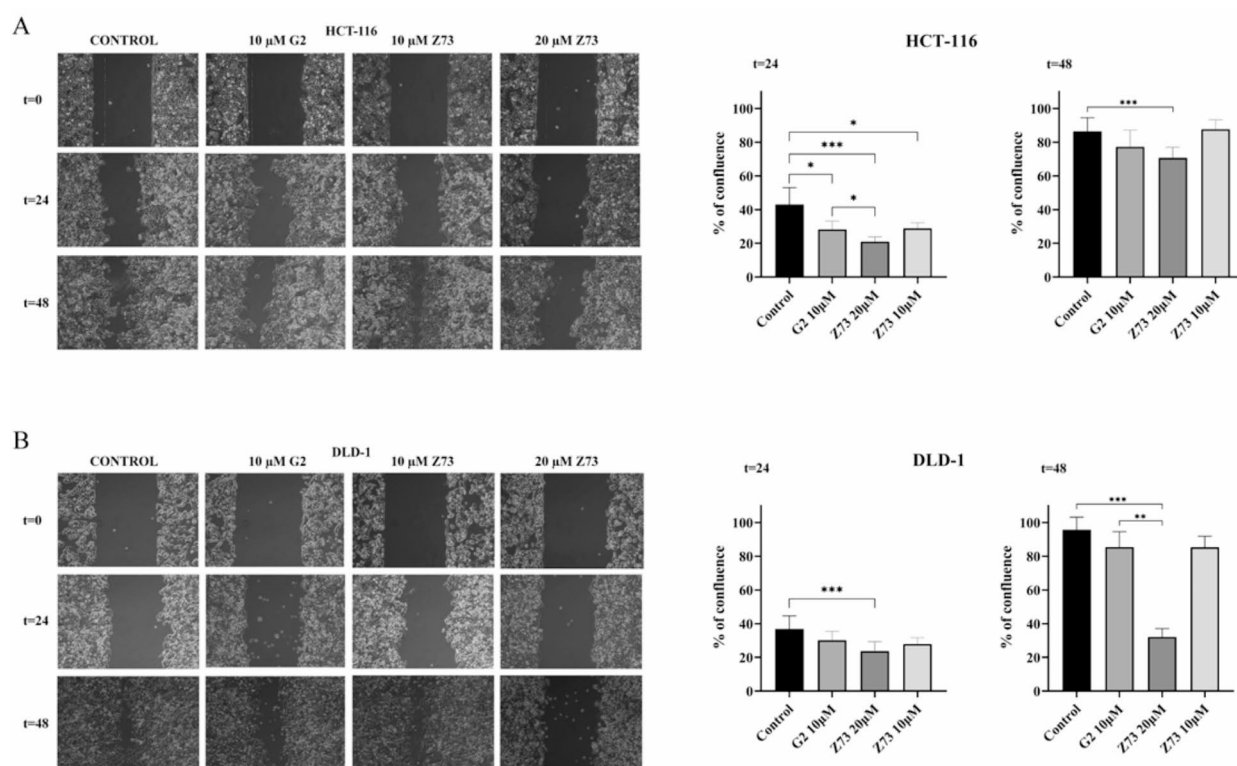 A
HCT-116
CONTROL 10 µM G2 10 µM Z73 20 µM Z73
t=0
t=24
t=48
HCT-116
t=24
% of confluence
100
80
60
40
20
0
*
***
*
*
Control
G2 10µM
Z73 20µM
Z73 10µM
t=48
% of confluence
100
80
60
40
20
0
***
Control
G2 10µM
Z73 20µM
Z73 10µM
B
DLD-1
CONTROL 10 µM G2 10 µM Z73 20 µM Z73
t=0
t=24
t=48
DLD-1
t=24
% of confluence
100
80
60
40
20
0
***
Control
G2 10µM
Z73 20µM
Z73 10µM
t=48
% of confluence
100
80
60
40
20
0
***
**
Control
G2 10µM
Z73 20µM
Z73 10µM